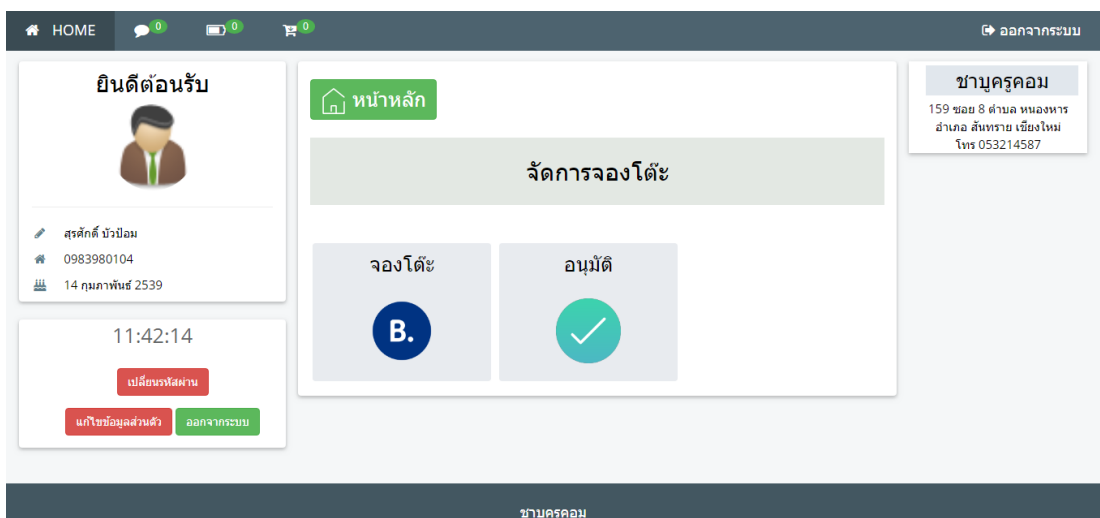 HOME 0 0 0 ออกจากระบบ
ยินดีต้อนรับ
สุรศักดิ์ บัวป้อม
0983980104
14 กุมภาพันธ์ 2539
11:42:14
เปลี่ยนรหัสผ่าน
แก้ไขข้อมูลส่วนตัว ออกจากระบบ
หน้าหลัก
จัดการจองโต๊ะ
จองโต๊ะ อนุมัติ
B.
ชาบูครูคอม
159 ซอย 8 ตำบล หนองหาร
อำเภอ สันทราย เชียงใหม่
โทร 053214587
ชาบูครูคอม